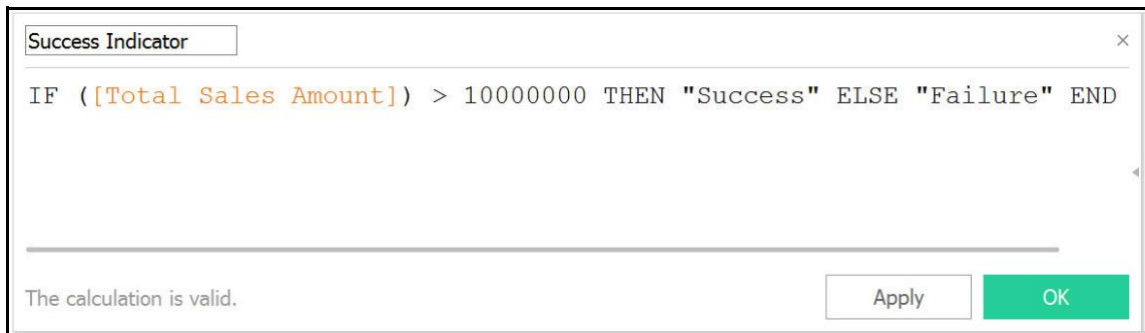 Success Indicator
IF ([Total Sales Amount]) > 10000000 THEN "Success" ELSE "Failure" END
The calculation is valid.
Apply
OK